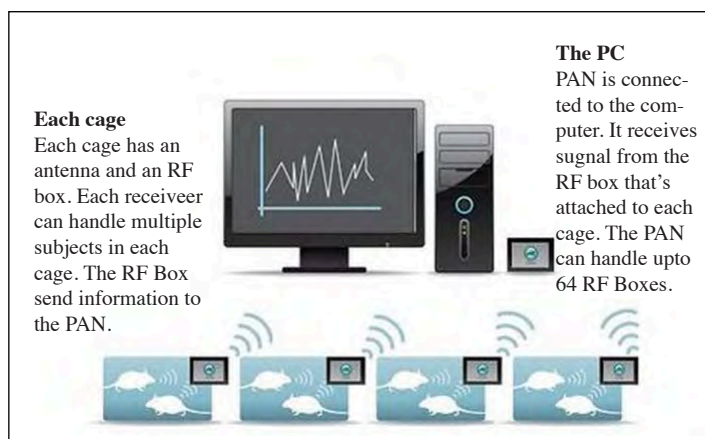 Each cage
Each cage has an
antenna and an RF
box. Each receiveer
can handle multiple
subjects in each
cage. The RF Box
send information to
the PAN.
The PC
PAN is connec-
ted to the com-
puter. It receives
sugnal from the
RF box that's
attached to each
cage. The PAN
can handle upto
64 RF Boxes.